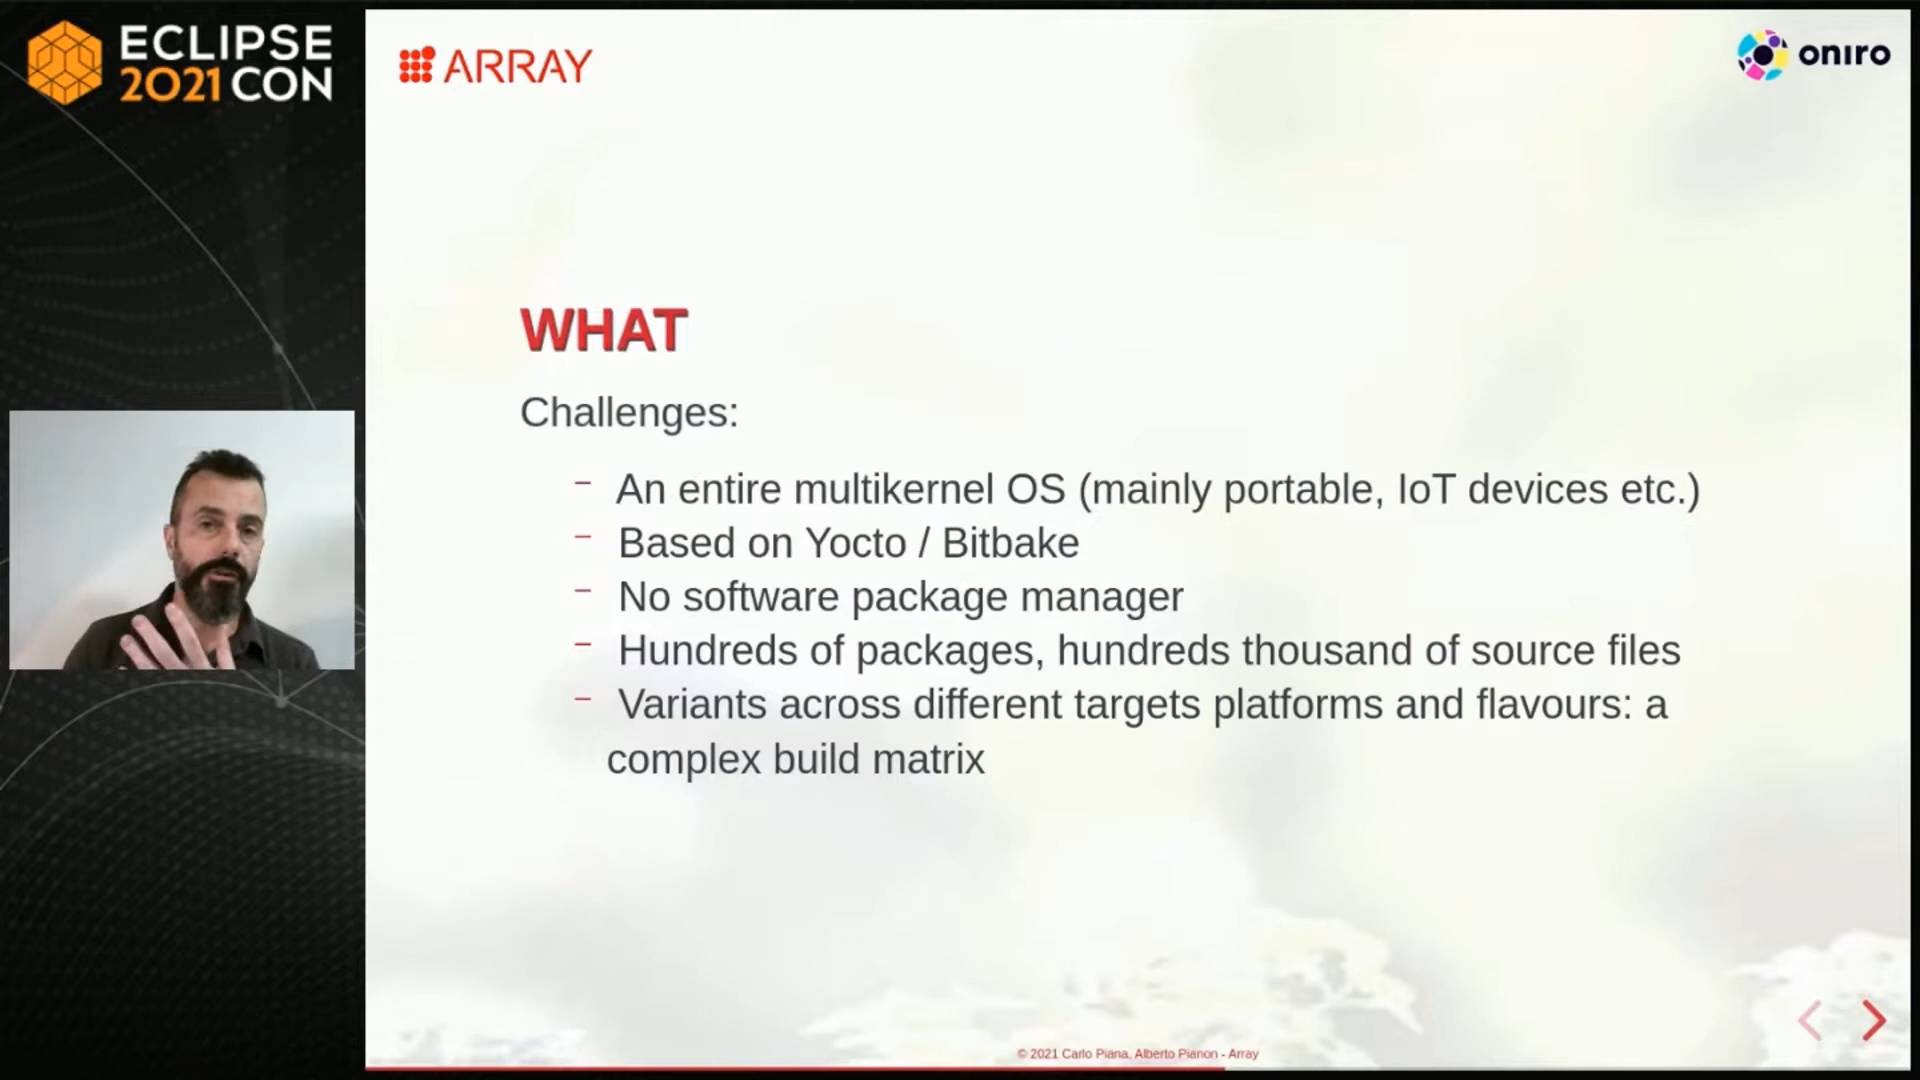 ECLIPSE
2021 CON
ARRAY
oniro
WHAT
Challenges:
– An entire multikernel OS (mainly portable, IoT devices etc.)
– Based on Yocto / Bitbake
– No software package manager
– Hundreds of packages, hundreds thousand of source files
– Variants across different targets platforms and flavours: a
complex build matrix
© 2021 Carlo Piana, Alberto Pianon - Array